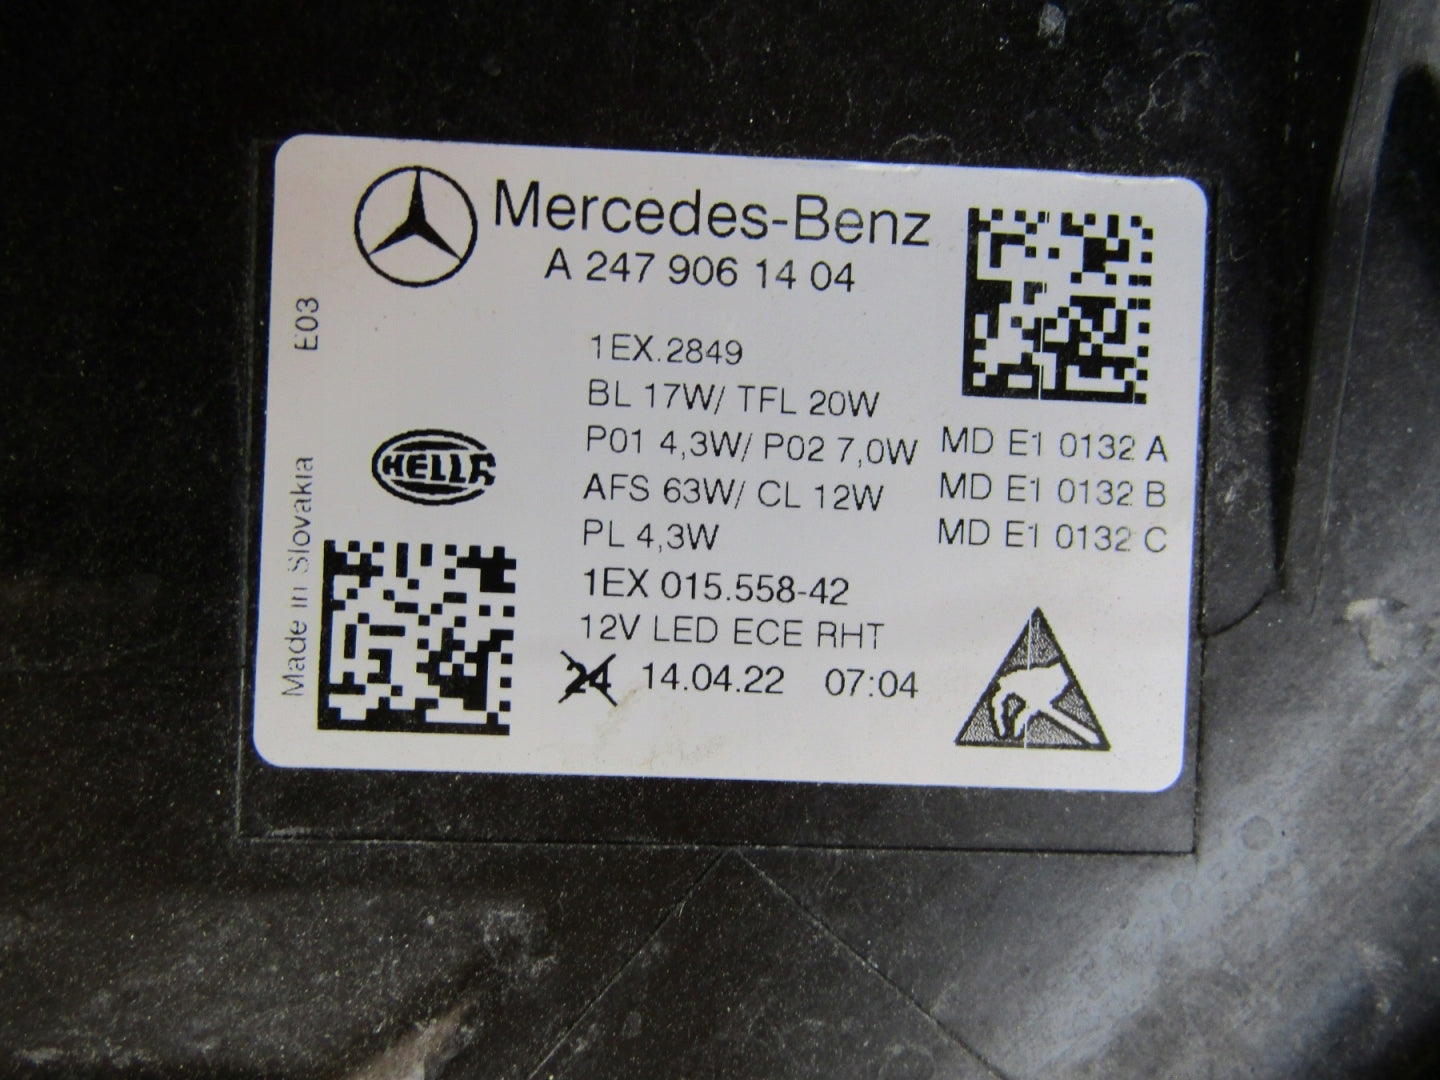 Mercedes-Benz
A 247 906 14 04
E03
1EX.2849
BL 17W/ TFL 20W
P01 4,3W/ P02 7,0W MD E1 0132 A
AFS 63W/ CL 12W MD E1 0132 B
PL 4,3W MD E1 0132 C
HELLA
Made in Slovakia
1EX 015.558-42
12V LED ECE RHT
24 14.04.22 07:04